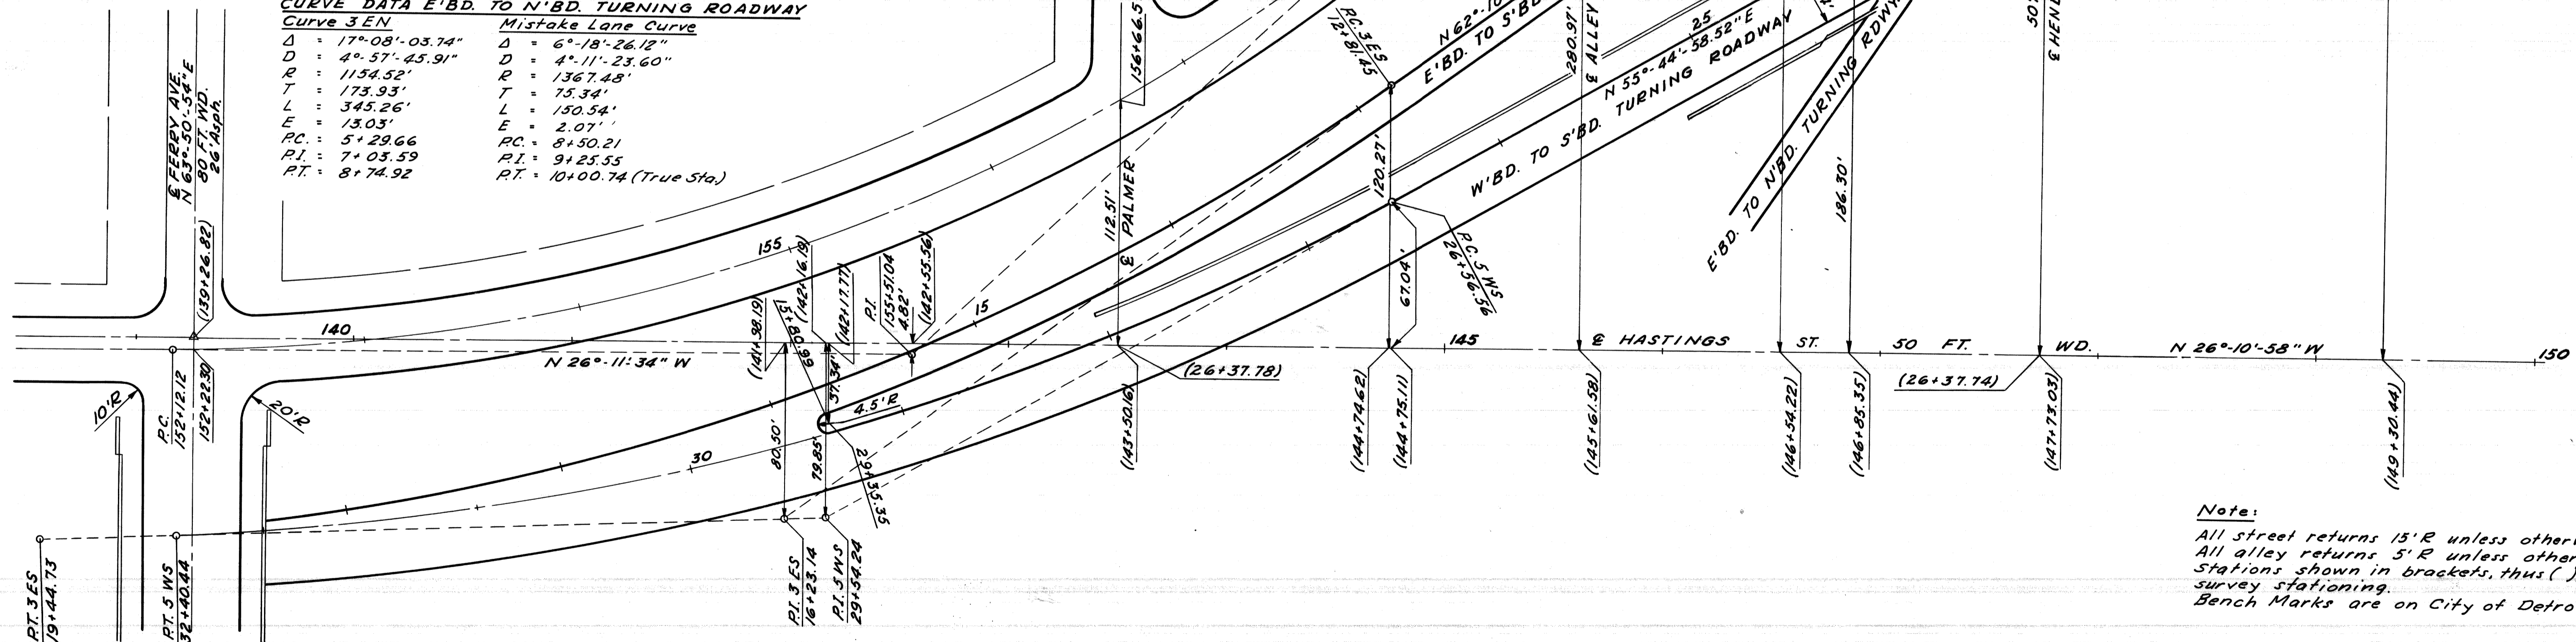 CURVE DATA E'BD. TO N'BD. TURNING ROADWAY
Curve 3 EN
Δ = 17°-08'-03.74"
D = 4°-57'-45.91"
R = 1154.52'
T = 173.93'
L = 345.26'
E = 13.03'
P.C. = 5+29.66
P.I. = 7+03.59
P.T. = 8+74.92
Mistake Lane Curve
Δ = 6°-18'-26.12"
D = 4°-11'-23.60"
R = 1367.48'
T = 75.34'
L = 150.54'
E = 2.07'
P.C. = 8+50.21
P.I. = 9+25.55
P.T. = 10+00.74 (True Sta.)
℄ FERRY AVE.
N 63°-50'-54" E
80 FT. WD.
26' Asph.
(139+26.82)
140
N 26°-11'-34" W
P.C.
152+12.12
152+22.30
10'R
20'R
155
(141+98.19)
15+80.99
(142+16.19)
(142+17.77)
P.I.
155+51.04
4.82'
(142+55.56)
15
37.34'
4.5'R
80.50'
79.85'
29+35.35
30
P.T. 3 ES
19+44.73
P.T. 5 WS
32+40.44
P.I. 3 ES
16+23.14
P.I. 5 WS
29+54.24
156+66.5
112.51'
℄ PALMER
(143+50.16)
(26+37.78)
P.C. 3 ES
12+81.45
120.27'
67.04'
P.C. 5 WS
26+56.56
(144+74.62)
(144+75.11)
145
N 62°-10
E'BD. TO S'BD
25
N 55°-44'-58.52" E
TURNING ROADWAY
W'BD. TO S'BD.
280.97'
℄ ALLEY
(145+61.58)
E'BD. TO N'BD. TURNING RDWY.
186.30'
℄ HASTINGS ST. 50 FT. WD.
N 26°-10'-58" W
150
(146+54.22)
(146+85.35)
(26+37.74)
50'
℄ HEN
(147+73.03)
(149+30.44)
Note:
All street returns 15' R unless other
All alley returns 5' R unless other
Stations shown in brackets, thus ( )
survey stationing.
Bench Marks are on City of Detro